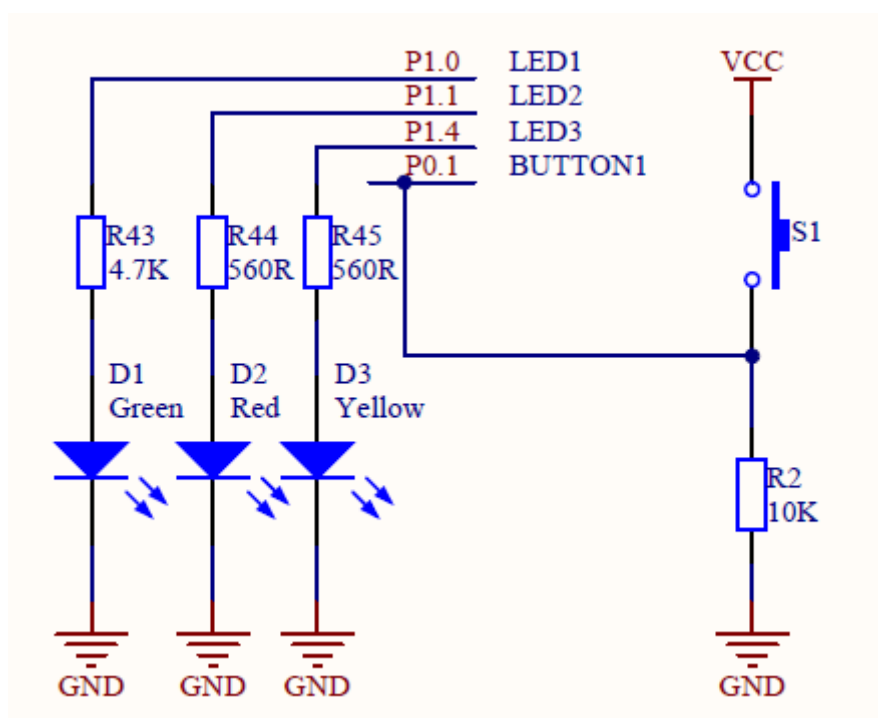 P1.0 LED1
VCC
P1.1 LED2
P1.4 LED3
P0.1 BUTTON1
R43
4.7K
R44
560R
R45
560R
S1
D1
Green
D2
Red
D3
Yellow
R2
10K
GND
GND
GND
GND